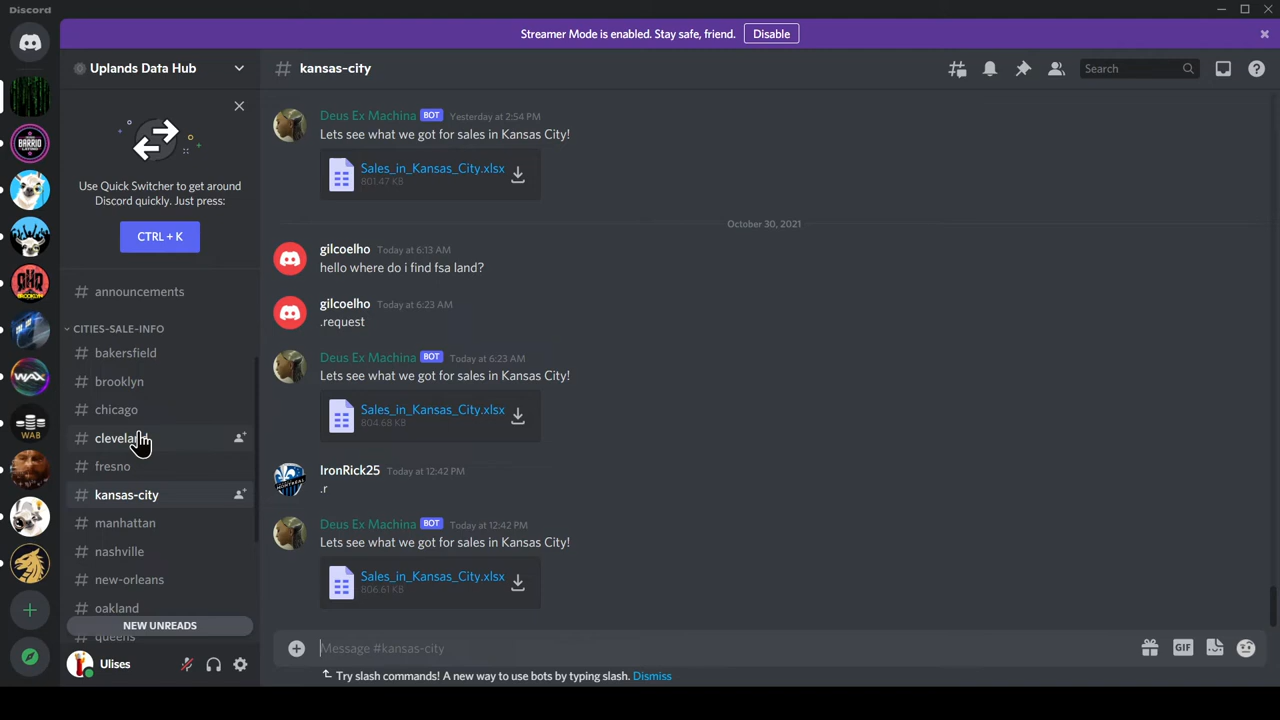 Discord
Streamer Mode is enabled. Stay safe, friend.
Disable
Uplands Data Hub
kansas-city
Search
Use Quick Switcher to get around
Discord quickly. Just press:
CTRL + K
announcements
CITIES-SALE-INFO
bakersfield
brooklyn
chicago
cleveland
fresno
kansas-city
manhattan
nashville
new-orleans
oakland
queens
NEW UNREADS
Ulises
BARRIO
BROOKLYN
WAX
WAB
Deus Ex Machina BOT Yesterday at 2:54 PM
Lets see what we got for sales in Kansas City!
Sales_in_Kansas_City.xlsx
801.47 KB
October 30, 2021
gilcoelho Today at 6:13 AM
hello where do i find fsa land?
gilcoelho Today at 6:23 AM
.request
Deus Ex Machina BOT Today at 6:23 AM
Lets see what we got for sales in Kansas City!
Sales_in_Kansas_City.xlsx
804.68 KB
IronRick25 Today at 12:42 PM
.r
Deus Ex Machina BOT Today at 12:42 PM
Lets see what we got for sales in Kansas City!
Sales_in_Kansas_City.xlsx
806.61 KB
Message #kansas-city
GIF
Try slash commands! A new way to use bots by typing slash. Dismiss